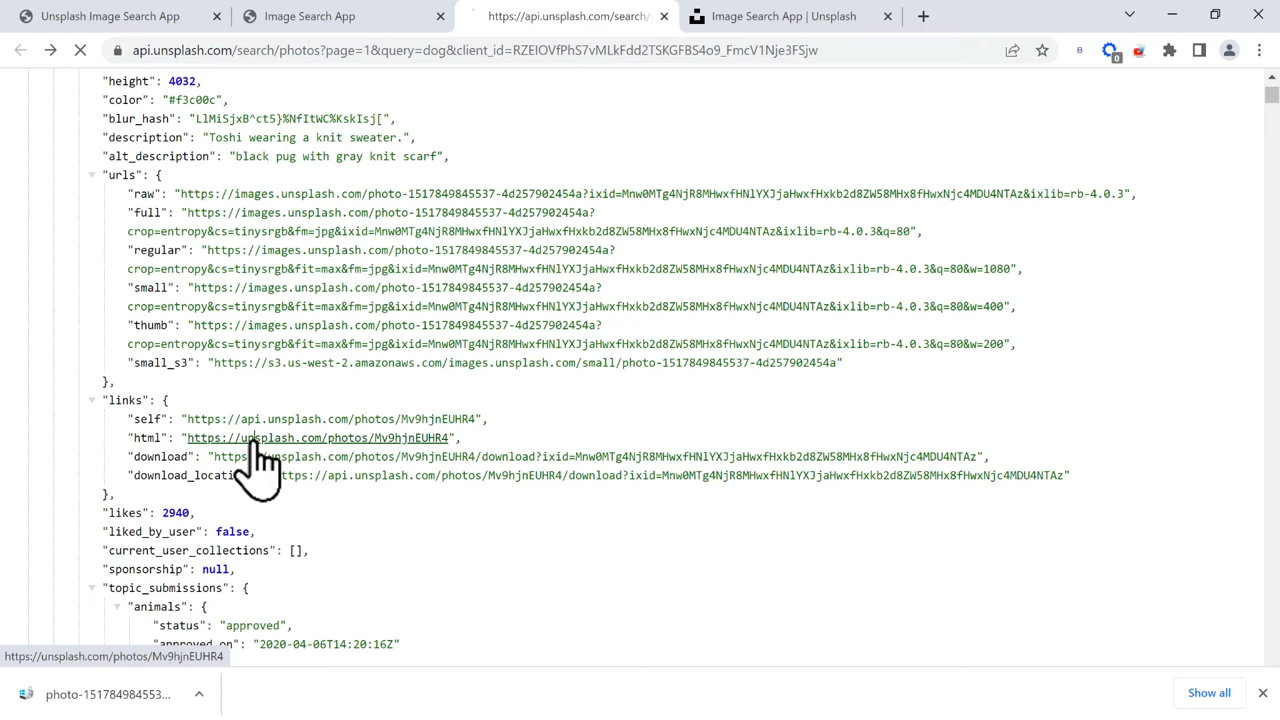 Unsplash Image Search App
Image Search App
https://api.unsplash.com/search/
Image Search App | Unsplash
api.unsplash.com/search/photos?page=1&query=dog&client_id=RZEIOVfPhS7vMLkFdd2TSKGFBS4o9_FmcV1Nje3FSjw
B
0
"height": 4032,
"color": "#f3c00c",
"blur_hash": "LlMiSjxB^ct5}%NfItWC%KskIsj[",
"description": "Toshi wearing a knit sweater.",
"alt_description": "black pug with gray knit scarf",
"urls": {
"raw": "https://images.unsplash.com/photo-1517849845537-4d257902454a?ixid=Mnw0MTg4NjR8MHwxfHNlYXJjaHwxfHxkb2d8ZW58MHx8fHwxNjc4MDU4NTAz&ixlib=rb-4.0.3",
"full": "https://images.unsplash.com/photo-1517849845537-4d257902454a?
crop=entropy&cs=tinysrgb&fm=jpg&ixid=Mnw0MTg4NjR8MHwxfHNlYXJjaHwxfHxkb2d8ZW58MHx8fHwxNjc4MDU4NTAz&ixlib=rb-4.0.3&q=80",
"regular": "https://images.unsplash.com/photo-1517849845537-4d257902454a?
crop=entropy&cs=tinysrgb&fit=max&fm=jpg&ixid=Mnw0MTg4NjR8MHwxfHNlYXJjaHwxfHxkb2d8ZW58MHx8fHwxNjc4MDU4NTAz&ixlib=rb-4.0.3&q=80&w=1080",
"small": "https://images.unsplash.com/photo-1517849845537-4d257902454a?
crop=entropy&cs=tinysrgb&fit=max&fm=jpg&ixid=Mnw0MTg4NjR8MHwxfHNlYXJjaHwxfHxkb2d8ZW58MHx8fHwxNjc4MDU4NTAz&ixlib=rb-4.0.3&q=80&w=400",
"thumb": "https://images.unsplash.com/photo-1517849845537-4d257902454a?
crop=entropy&cs=tinysrgb&fit=max&fm=jpg&ixid=Mnw0MTg4NjR8MHwxfHNlYXJjaHwxfHxkb2d8ZW58MHx8fHwxNjc4MDU4NTAz&ixlib=rb-4.0.3&q=80&w=200",
"small_s3": "https://s3.us-west-2.amazonaws.com/images.unsplash.com/small/photo-1517849845537-4d257902454a"
},
"links": {
"self": "https://api.unsplash.com/photos/Mv9hjnEUHR4",
"html": "https://unsplash.com/photos/Mv9hjnEUHR4",
"download": "https://unsplash.com/photos/Mv9hjnEUHR4/download?ixid=Mnw0MTg4NjR8MHwxfHNlYXJjaHwxfHxkb2d8ZW58MHx8fHwxNjc4MDU4NTAz",
"download_location": "https://api.unsplash.com/photos/Mv9hjnEUHR4/download?ixid=Mnw0MTg4NjR8MHwxfHNlYXJjaHwxfHxkb2d8ZW58MHx8fHwxNjc4MDU4NTAz"
},
"likes": 2940,
"liked_by_user": false,
"current_user_collections": [],
"sponsorship": null,
"topic_submissions": {
"animals": {
"status": "approved",
"approved_on": "2020-04-06T14:20:16Z"
https://unsplash.com/photos/Mv9hjnEUHR4
photo-151784984553...
Show all